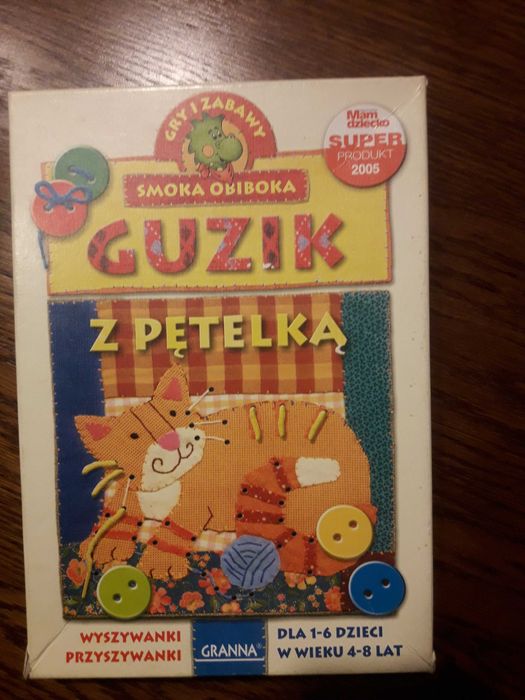 GRY I ZABAWY
SMOKA OBIBOKA
Mam
dziecko
SUPER
PRODUKT
2005
GUZIK
Z PĘTELKĄ
WYSZYWANKI
PRZYSZYWANKI
GRANNA®
DLA 1-6 DZIECI
W WIEKU 4-8 LAT